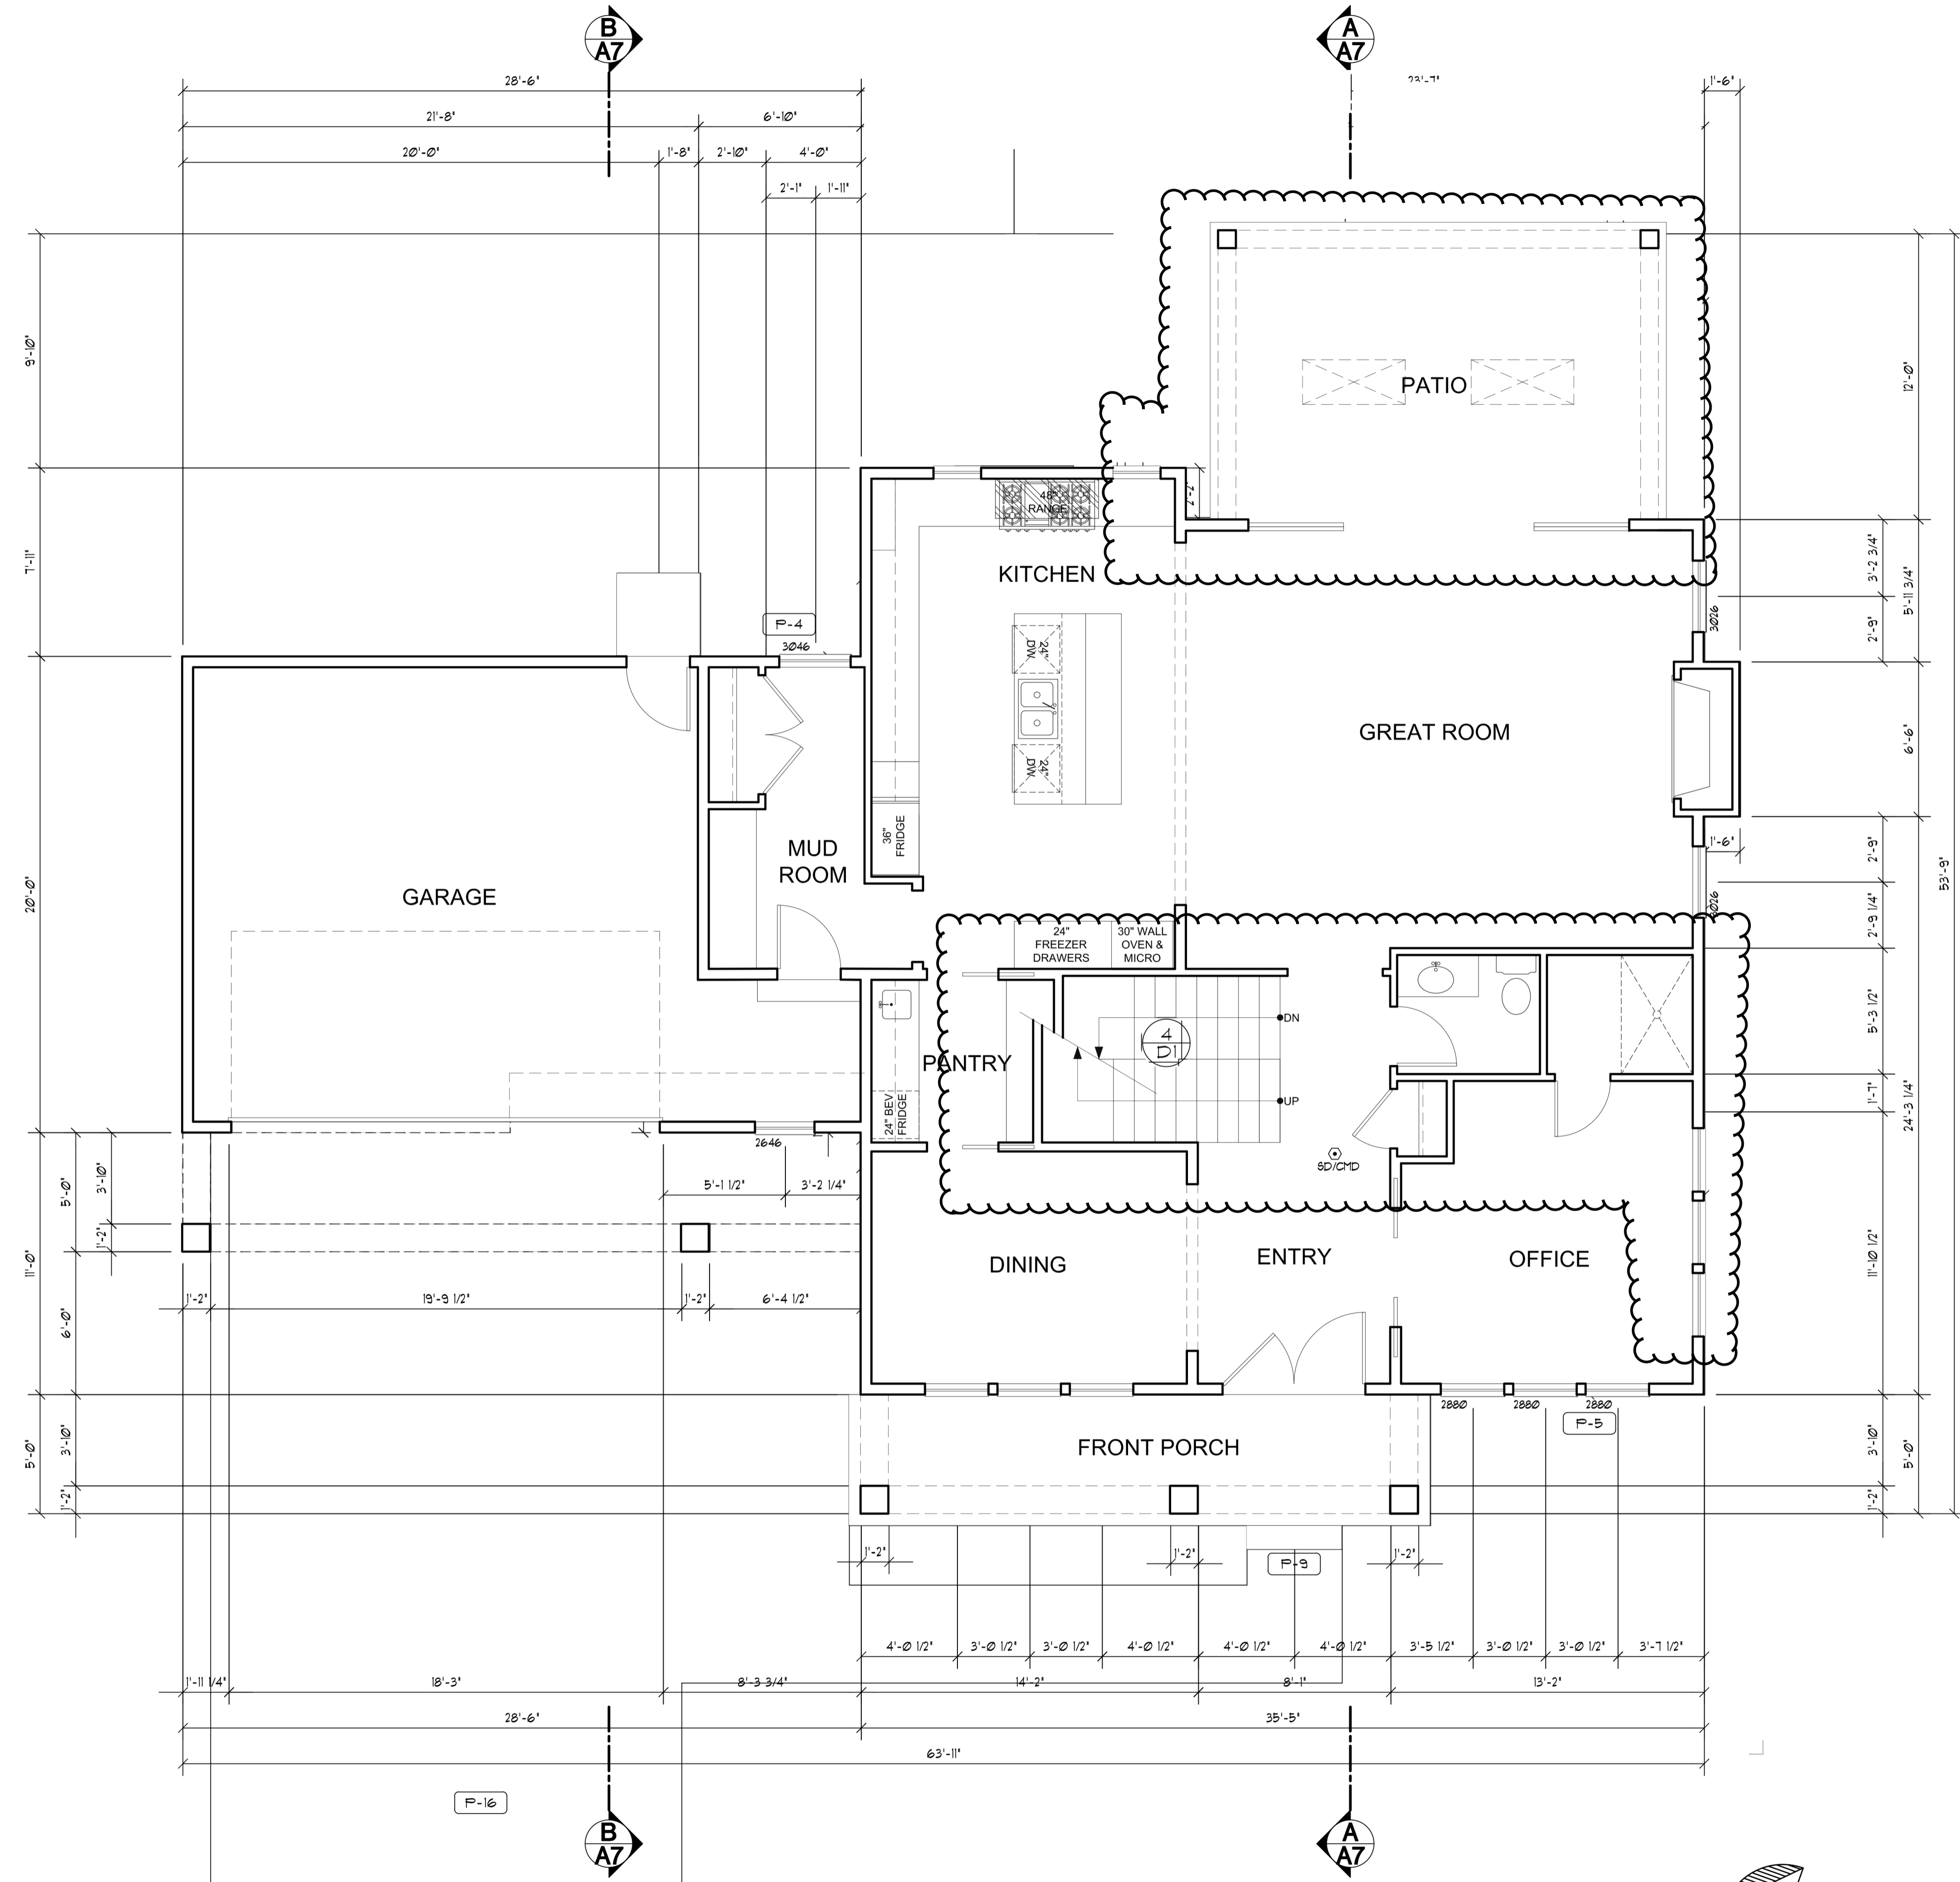 B
A7
A
A7
28'-6"
23'-7"
1'-6"
21'-8"
6'-10"
20'-0"
1'-8"
2'-10"
4'-0"
2'-1"
1'-11"
9'-10"
7'-11"
20'-0"
11'-0"
5'-0"
5'-0"
6'-0"
3'-10"
1'-2"
3'-10"
1'-2"
PATIO
12'-0"
48"
RANGE
2'-2"
KITCHEN
3'-2 3/4"
5'-11 3/4"
2'-9"
3026
P-4
3046
24"
DW
24"
DW
GREAT ROOM
6'-6"
36"
FRIDGE
MUD
ROOM
GARAGE
1'-6"
2'-9"
53'-9"
3026
2'-9 1/4"
24"
FREEZER
DRAWERS
30" WALL
OVEN &
MICRO
5'-3 1/2"
DN
4
D1
PANTRY
UP
24" BEV
FRIDGE
1'-7"
24'-3 1/4"
2646
SD/CMD
5'-1 1/2"
3'-2 1/4"
DINING
ENTRY
OFFICE
11'-10 1/2"
1'-2"
19'-9 1/2"
1'-2"
6'-4 1/2"
2880
2880
2880
P-5
FRONT PORCH
3'-10"
5'-0"
1'-2"
1'-2"
1'-2"
P-9
1'-2"
4'-0 1/2"
3'-0 1/2"
3'-0 1/2"
4'-0 1/2"
4'-0 1/2"
4'-0 1/2"
3'-5 1/2"
3'-0 1/2"
3'-0 1/2"
3'-7 1/2"
1'-11 1/4"
18'-3"
8'-3 3/4"
14'-2"
8'-1"
13'-2"
28'-6"
35'-5"
63'-11"
P-16
B
A7
A
A7